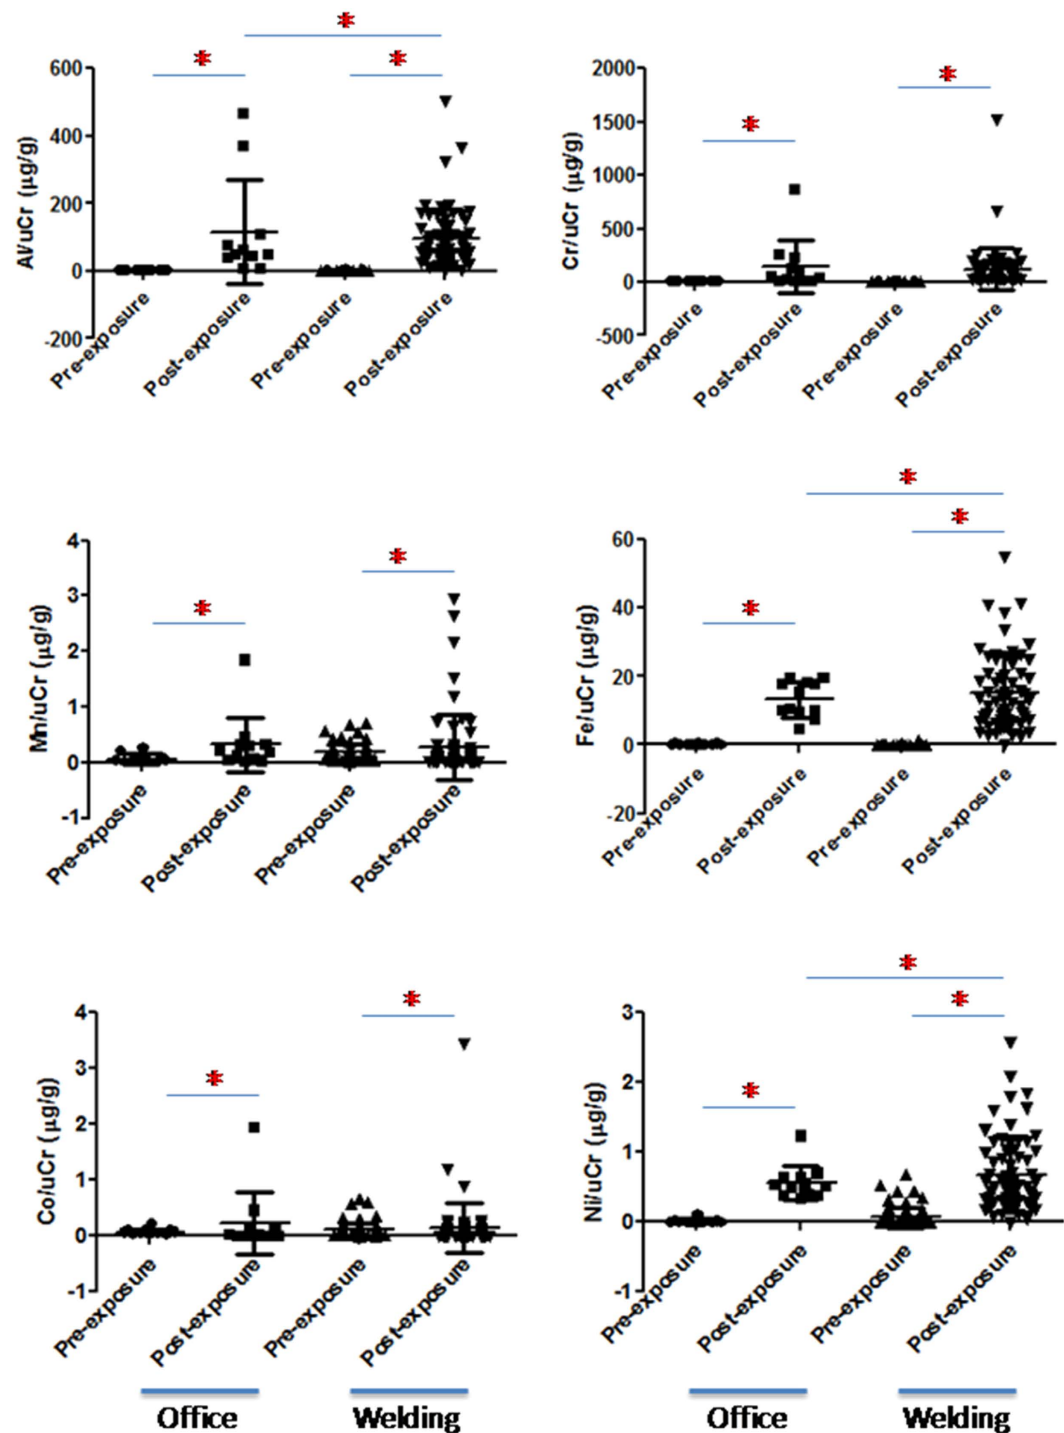 *
*
*
600
400
200
0
-200
Al/uCr (µg/g)
Pre-exposure
Post-exposure
Pre-exposure
Post-exposure
*
*
2000
1500
1000
500
0
-500
Cr/uCr (µg/g)
Pre-exposure
Post-exposure
Pre-exposure
Post-exposure
*
*
4
3
2
1
0
-1
Mn/uCr (µg/g)
Pre-exposure
Post-exposure
Pre-exposure
Post-exposure
*
*
*
60
40
20
0
-20
Fe/uCr (µg/g)
Pre-exposure
Post-exposure
Pre-exposure
Post-exposure
*
*
4
3
2
1
0
-1
Co/uCr (µg/g)
Pre-exposure
Post-exposure
Pre-exposure
Post-exposure
Office
Welding
*
*
*
3
2
1
0
-1
Ni/uCr (µg/g)
Pre-exposure
Post-exposure
Pre-exposure
Post-exposure
Office
Welding